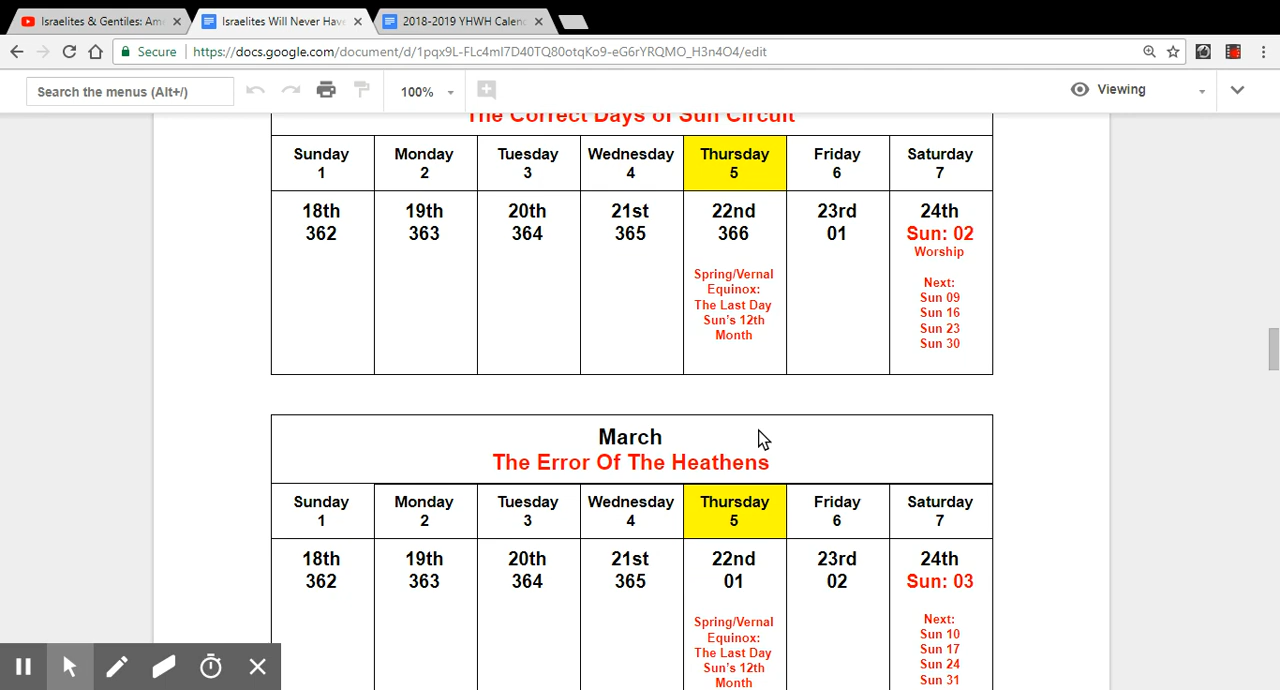 Israelites & Gentiles: Am
Israelites Will Never Hav
2018-2019 YHWH Calen
Secure
https://docs.google.com/document/d/1pqx9L-FLc4mI7D40TQ80otqKo9-eG6rYRQMO_H3n4O4/edit
Search the menus (Alt+/)
100%
Viewing
The Correct Days of Sun Circuit
Sunday Monday Tuesday Wednesday Thursday Friday Saturday
1 2 3 4 5 6 7
18th 19th 20th 21st 22nd 23rd 24th
362 363 364 365 366 01 Sun: 02
Worship
Spring/Vernal
Equinox:
The Last Day
Sun's 12th
Month
Next:
Sun 09
Sun 16
Sun 23
Sun 30
March
The Error Of The Heathens
Sunday Monday Tuesday Wednesday Thursday Friday Saturday
1 2 3 4 5 6 7
18th 19th 20th 21st 22nd 23rd 24th
362 363 364 365 01 02 Sun: 03
Spring/Vernal
Equinox:
The Last Day
Sun's 12th
Month
Next:
Sun 10
Sun 17
Sun 24
Sun 31